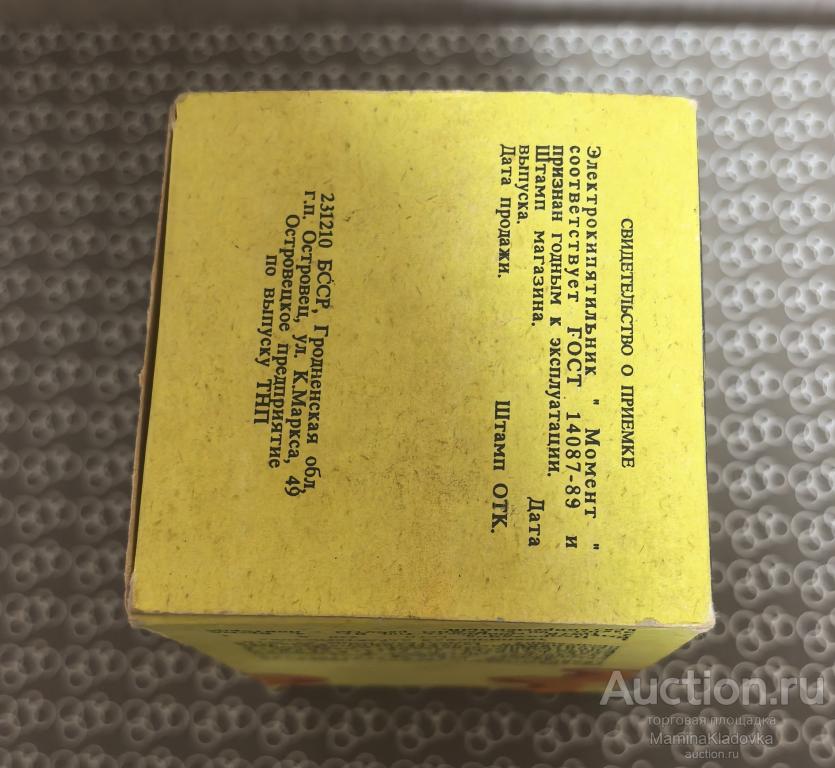 СВИДЕТЕЛЬСТВО О ПРИЕМКЕ
Электрокипятильник " Момент "
соответствует ГОСТ 14087-89 и
признан годным к эксплуатации.
Штамп магазина. Дата
выпуска.
Дата продажи. Штамп ОТК.
231210 БССР, Гродненская обл,
г.п. Островец, ул. К.Маркса, 49
Островецкое предприятие
по выпуску ТНП
Auction.ru
торговая площадка
MaminaKladovka
auction.ru